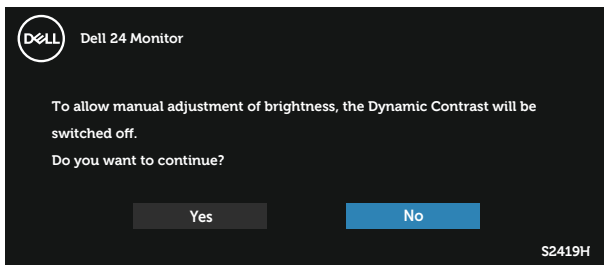 DELL
Dell 24 Monitor
To allow manual adjustment of brightness, the Dynamic Contrast will be
switched off.
Do you want to continue?
Yes No
S2419H